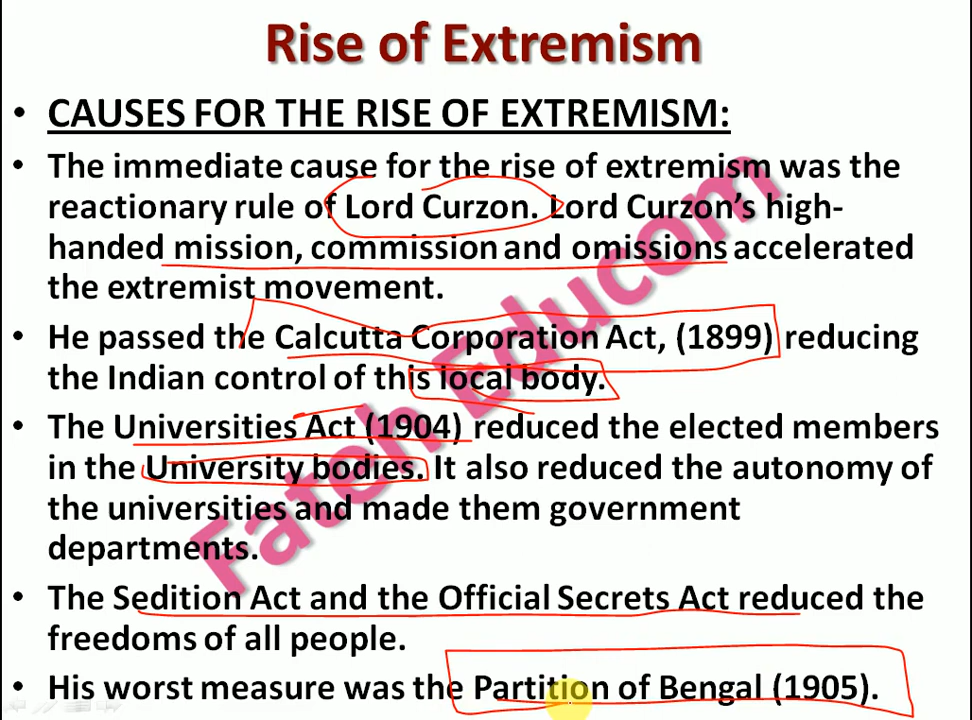 Rise of Extremism
• CAUSES FOR THE RISE OF EXTREMISM:
• The immediate cause for the rise of extremism was the
reactionary rule of Lord Curzon. Lord Curzon's high-
handed mission, commission and omissions accelerated
the extremist movement.
• He passed the Calcutta Corporation Act, (1899) reducing
the Indian control of this local body.
• The Universities Act (1904) reduced the elected members
in the University bodies. It also reduced the autonomy of
the universities and made them government
departments.
• The Sedition Act and the Official Secrets Act reduced the
freedoms of all people.
• His worst measure was the Partition of Bengal (1905).
Fateh Educom